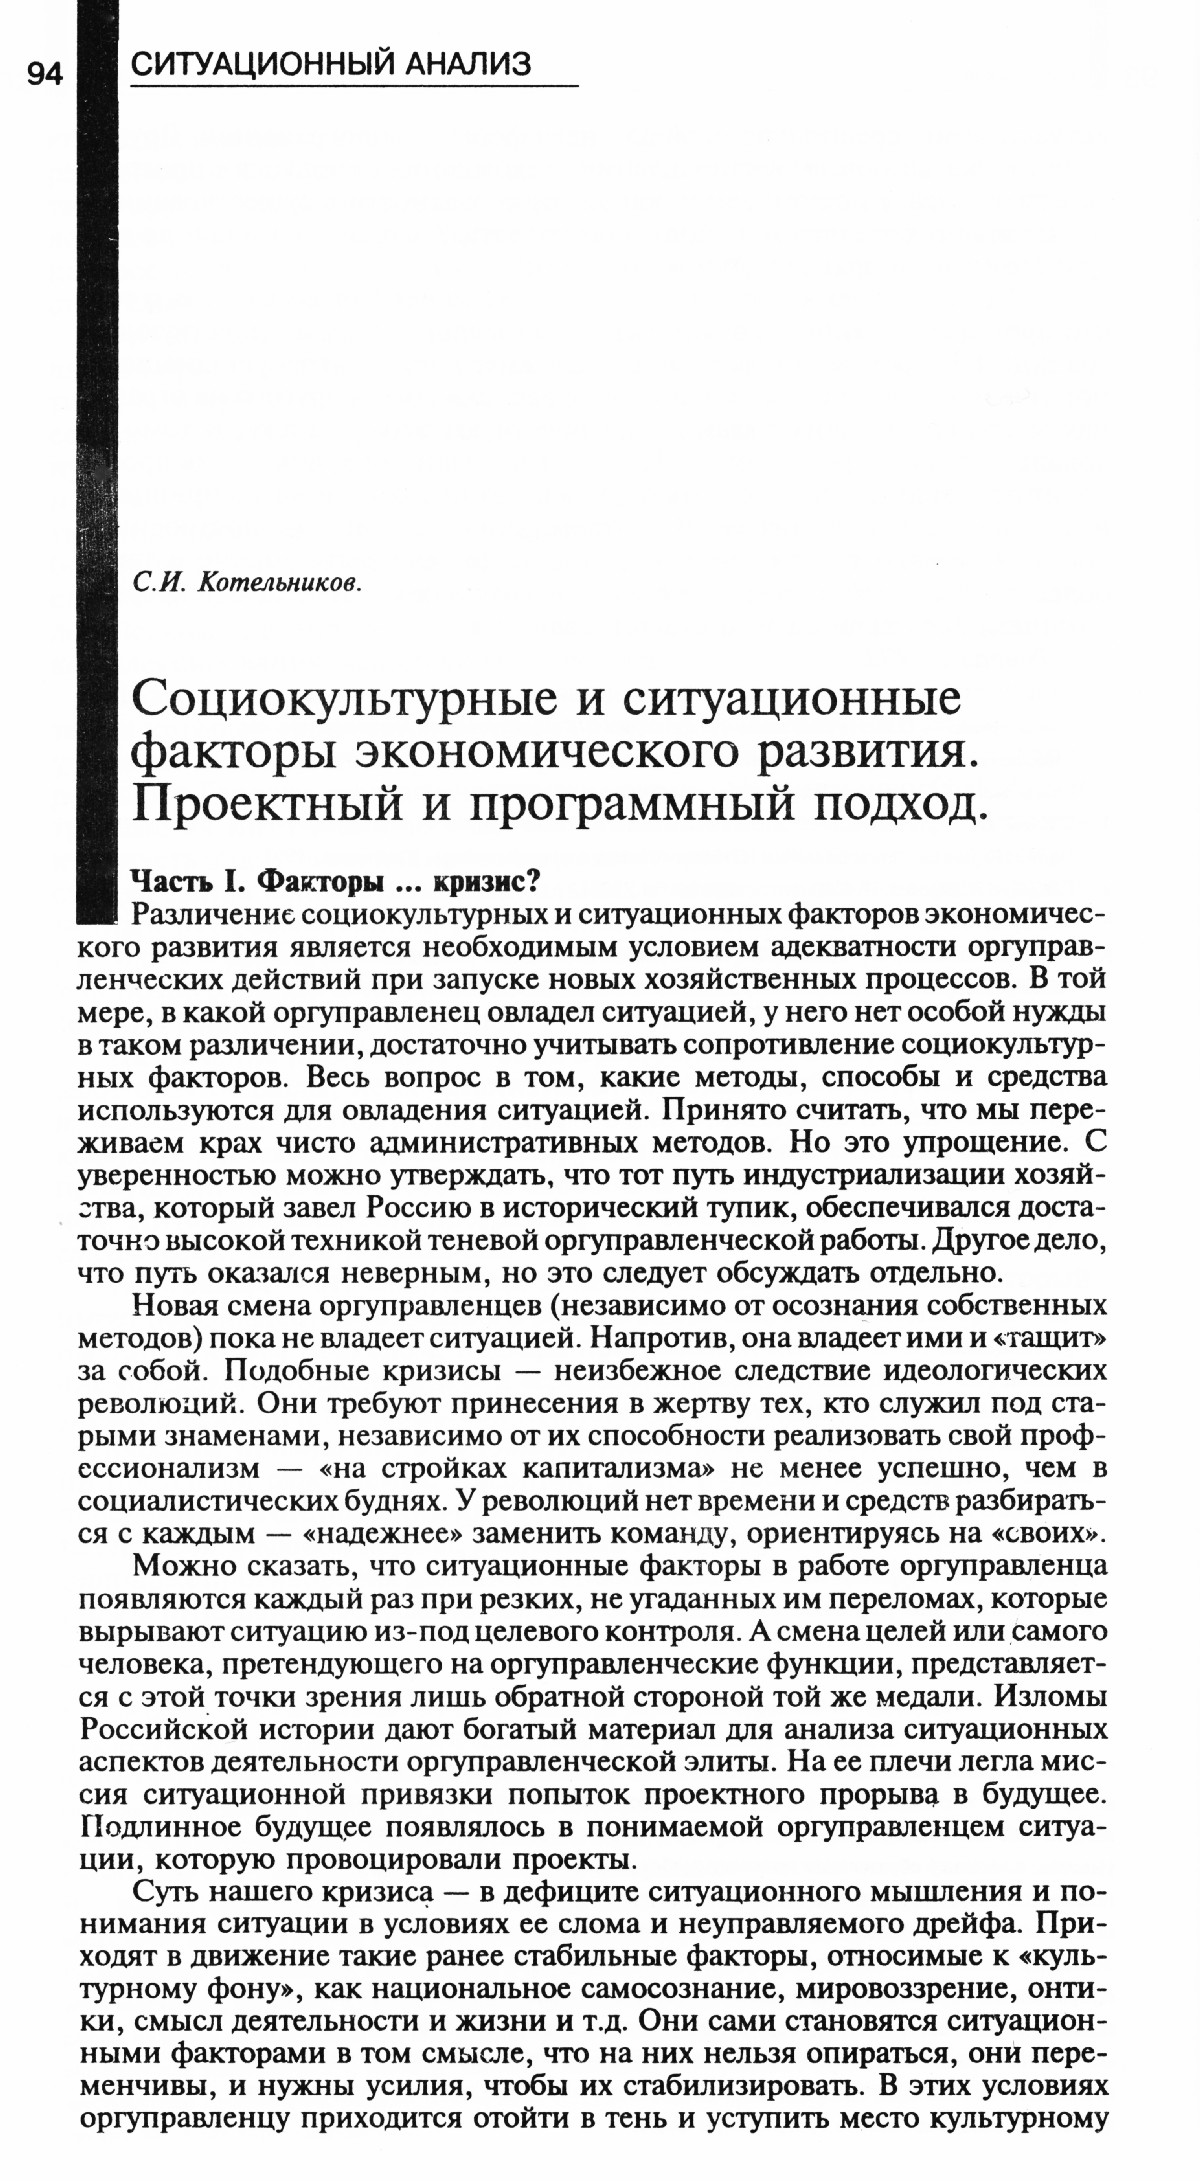 94
СИТУАЦИОННЫЙ АНАЛИЗ
С.И. Котельников.
Социокультурные и ситуационные
факторы экономического развития.
Проектный и программный подход.
Часть I. Факторы ... кризис?
Различение социокультурных и ситуационных факторов экономичес-
кого развития является необходимым условием адекватности оргуправ-
ленческих действий при запуске новых хозяйственных процессов. В той
мере, в какой оргуправленец овладел ситуацией, у него нет особой нужды
в таком различении, достаточно учитывать сопротивление социокультур-
ных факторов. Весь вопрос в том, какие методы, способы и средства
используются для овладения ситуацией. Принято считать, что мы пере-
живаем крах чисто административных методов. Но это упрощение. С
уверенностью можно утверждать, что тот путь индустриализации хозяй-
ства, который завел Россию в исторический тупик, обеспечивался доста-
точно высокой техникой теневой оргуправленческой работы. Другое дело,
что путь оказался неверным, но это следует обсуждать отдельно.
Новая смена оргуправленцев (независимо от осознания собственных
методов) пока не владеет ситуацией. Напротив, она владеет ими и «тащит»
за собой. Подобные кризисы — неизбежное следствие идеологических
революций. Они требуют принесения в жертву тех, кто служил под ста-
рыми знаменами, независимо от их способности реализовать свой проф-
ессионализм — «на стройках капитализма» не менее успешно, чем в
социалистических буднях. У революций нет времени и средств разбирать-
ся с каждым — «надежнее» заменить команду, ориентируясь на «своих».
Можно сказать, что ситуационные факторы в работе оргуправленца
появляются каждый раз при резких, не угаданных им переломах, которые
вырывают ситуацию из-под целевого контроля. А смена целей или самого
человека, претендующего на оргуправленческие функции, представляет-
ся с этой точки зрения лишь обратной стороной той же медали. Изломы
Российской истории дают богатый материал для анализа ситуационных
аспектов деятельности оргуправленческой элиты. На ее плечи легла мис-
сия ситуационной привязки попыток проектного прорыва в будущее.
Подлинное будущее появлялось в понимаемой оргуправленцем ситуа-
ции, которую провоцировали проекты.
Суть нашего кризиса — в дефиците ситуационного мышления и по-
нимания ситуации в условиях ее слома и неуправляемого дрейфа. При-
ходят в движение такие ранее стабильные факторы, относимые к «куль-
турному фону», как национальное самосознание, мировоззрение, онти-
ки, смысл деятельности и жизни и т.д. Они сами становятся ситуацион-
ными факторами в том смысле, что на них нельзя опираться, они пере-
менчивы, и нужны усилия, чтобы их стабилизировать. В этих условиях
оргуправленцу приходится отойти в тень и уступить место культурному